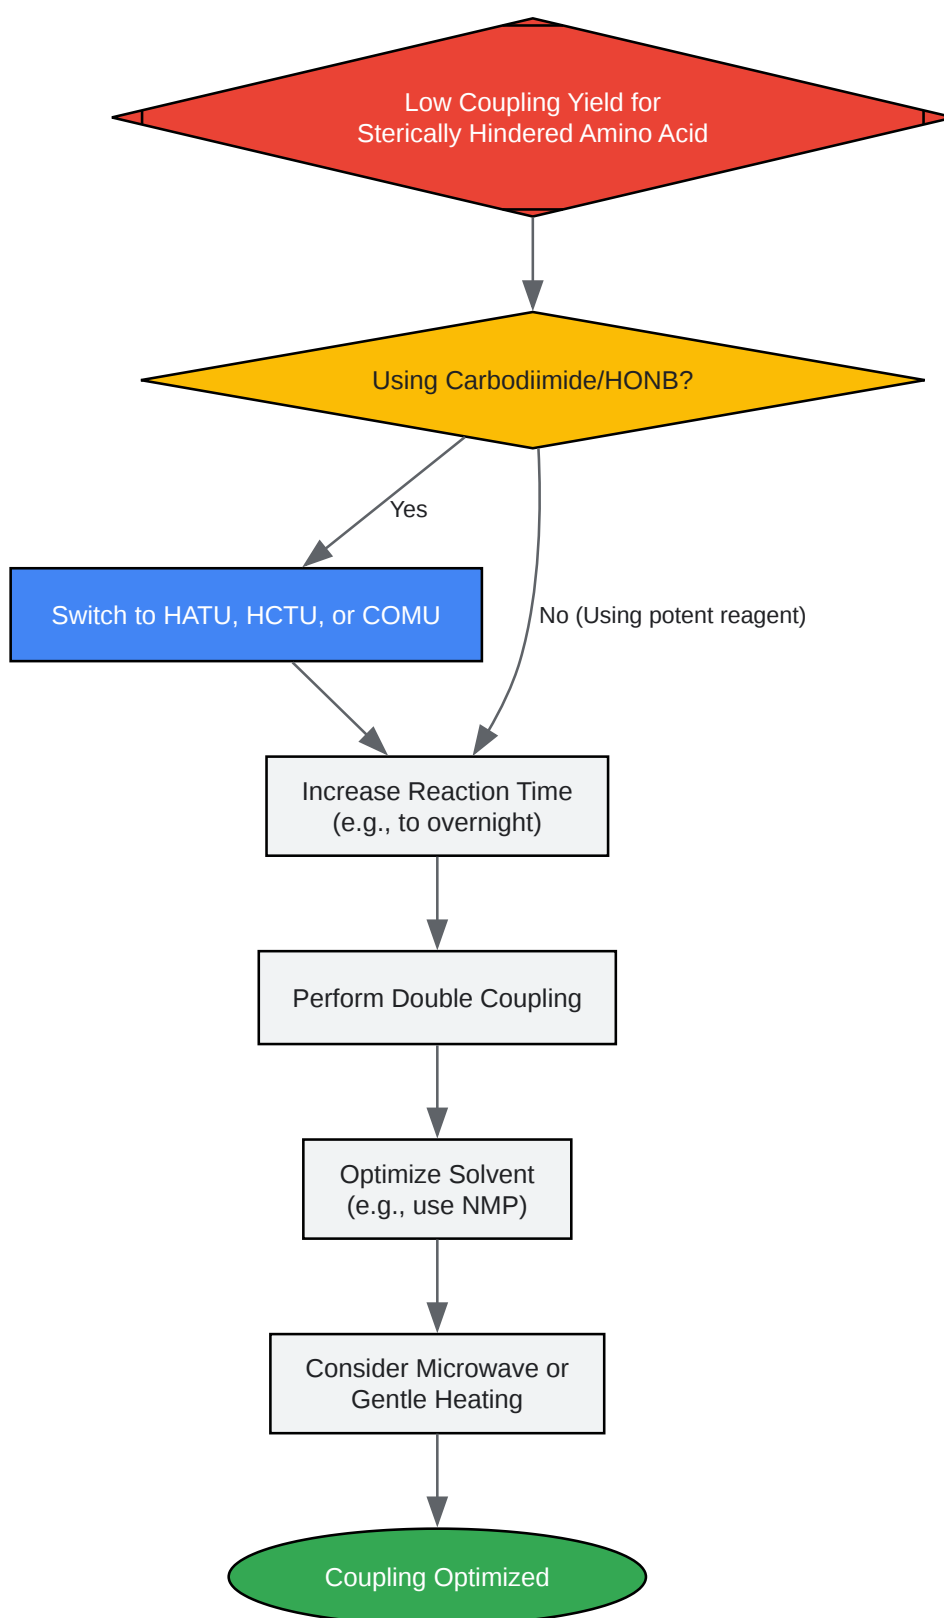 Low Coupling Yield for
Sterically Hindered Amino Acid
Using Carbodiimide/HONB?
Yes
Switch to HATU, HCTU, or COMU
No (Using potent reagent)
Increase Reaction Time
(e.g., to overnight)
Perform Double Coupling
Optimize Solvent
(e.g., use NMP)
Consider Microwave or
Gentle Heating
Coupling Optimized